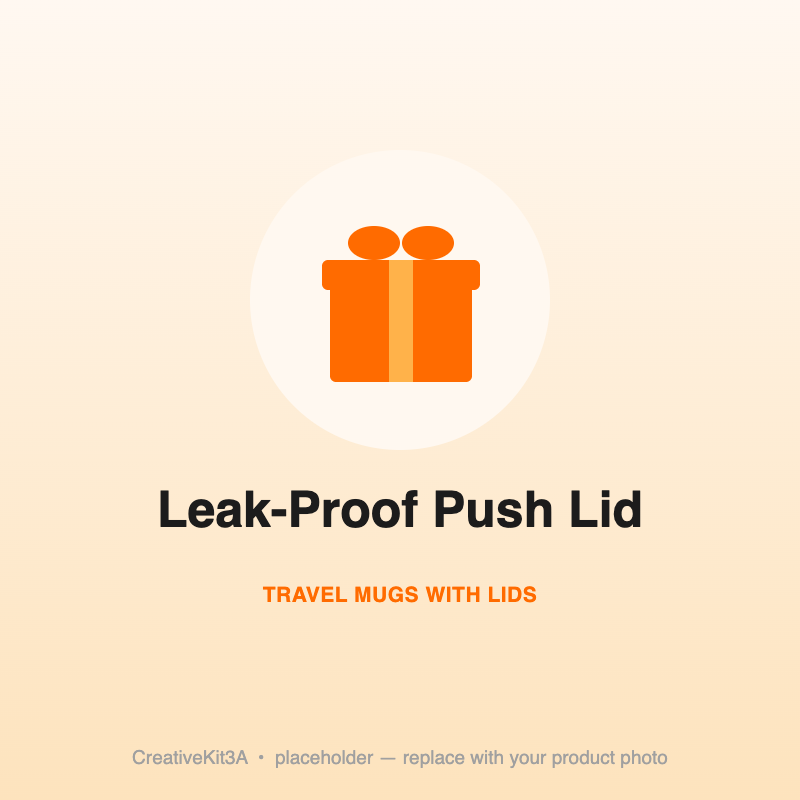 Leak-Proof Push Lid
TRAVEL MUGS WITH LIDS
CreativeKit3A • placeholder — replace with your product photo